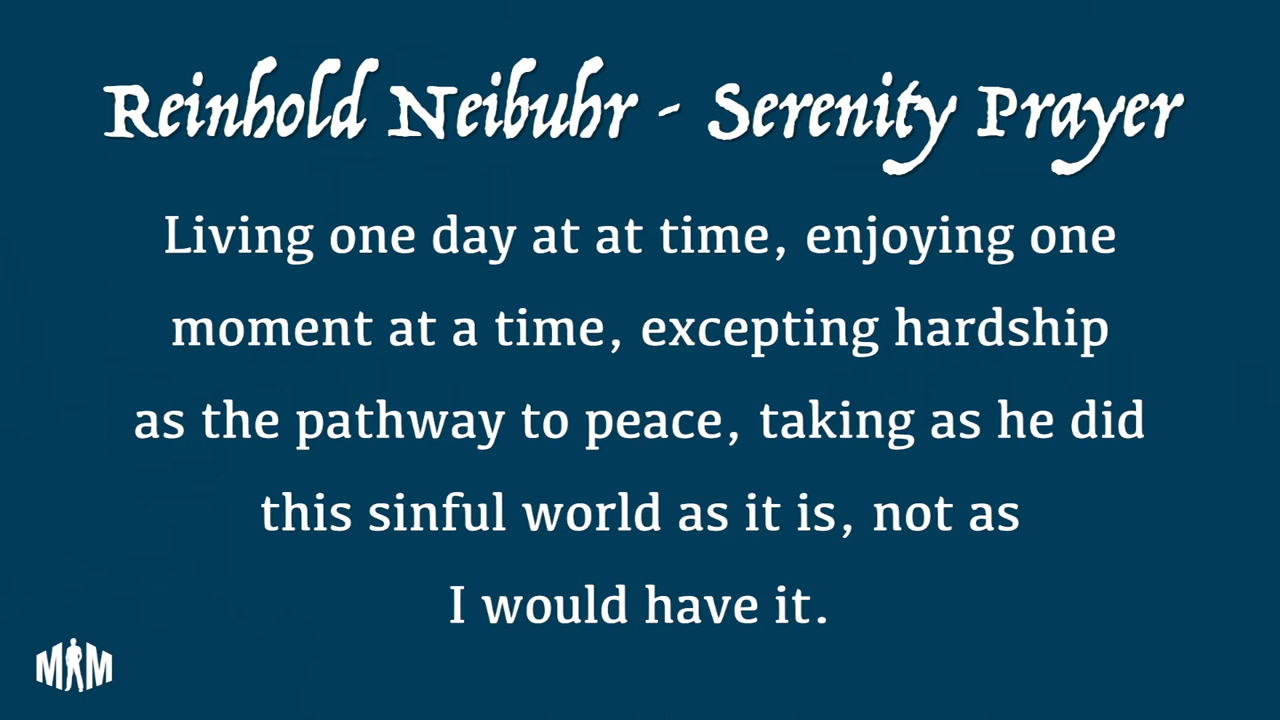 Reinhold Neibuhr - Serenity Prayer
Living one day at at time, enjoying one
moment at a time, excepting hardship
as the pathway to peace, taking as he did
this sinful world as it is, not as
I would have it.
M M